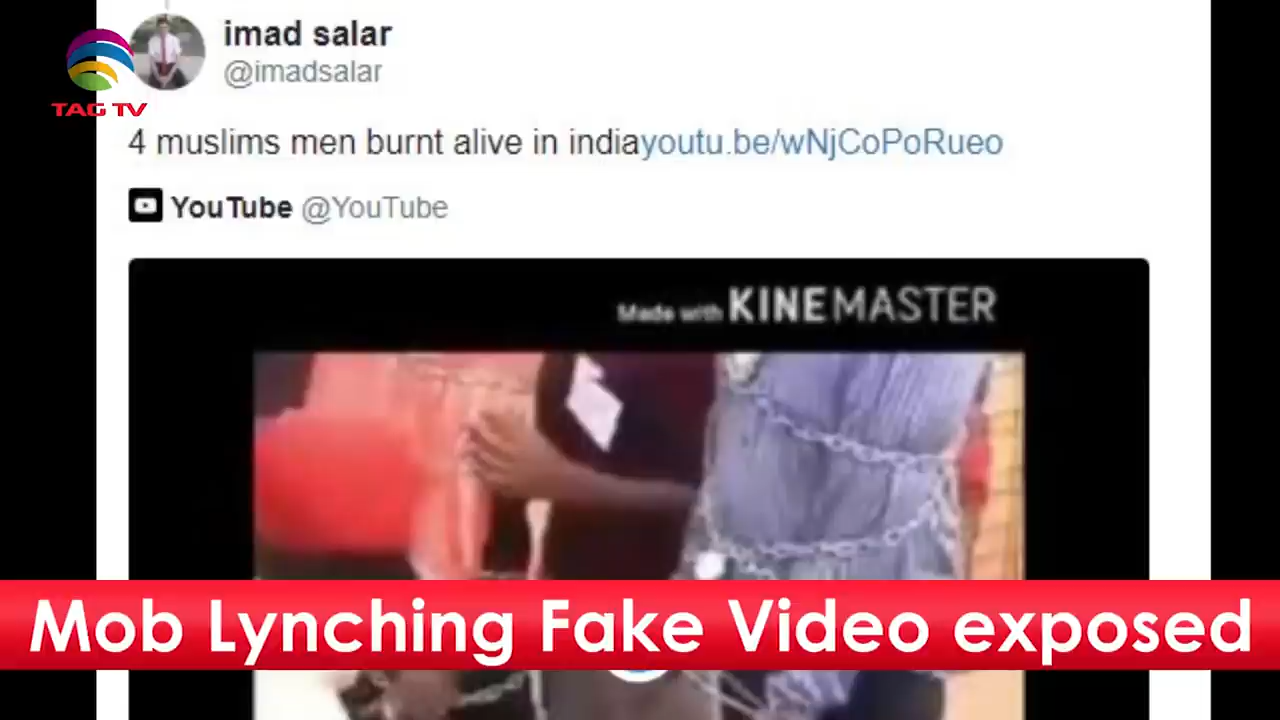 imad salar
@imadsalar
TAG TV
4 muslims men burnt alive in indiayoutu.be/wNjCoPoRueo
YouTube @YouTube
Made with KINEMASTER
Mob Lynching Fake Video exposed